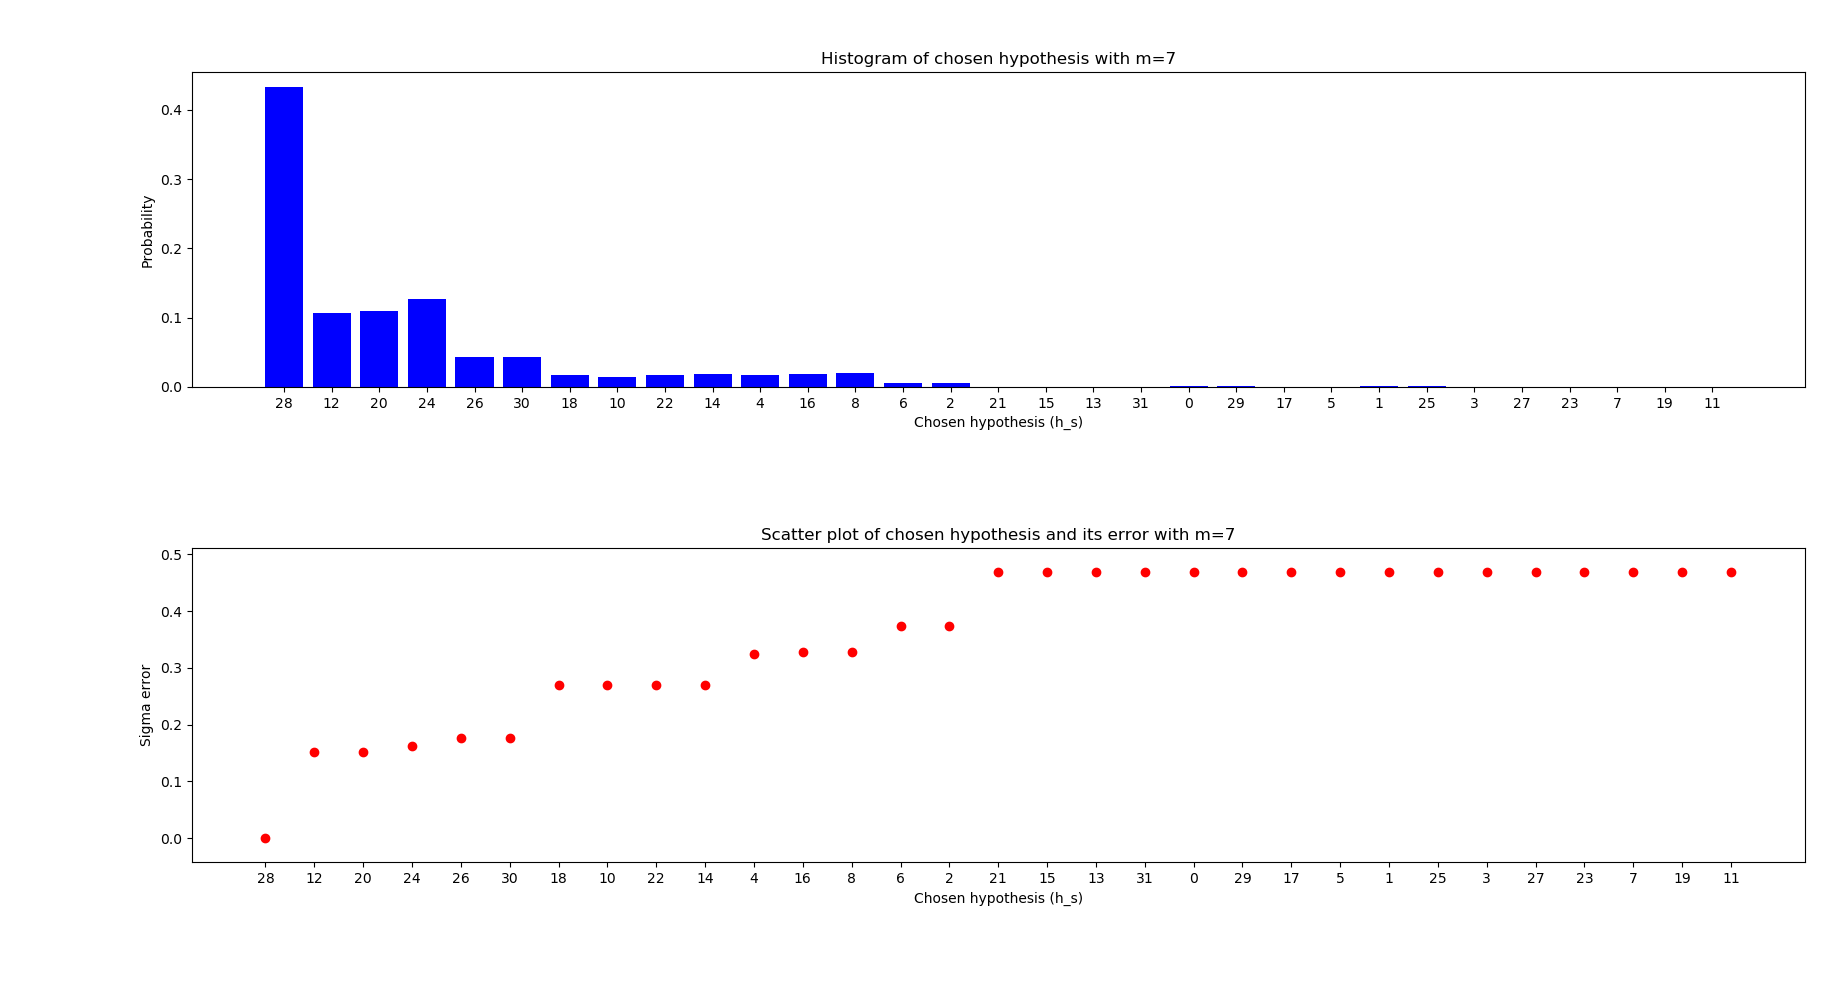 Histogram of chosen hypothesis with m=7
Probability
0.4
0.3
0.2
0.1
0.0
28 12 20 24 26 30 18 10 22 14 4 16 8 6 2 21 15 13 31 0 29 17 5 1 25 3 27 23 7 19 11
Chosen hypothesis (h_s)
Scatter plot of chosen hypothesis and its error with m=7
Sigma error
0.5
0.4
0.3
0.2
0.1
0.0
28 12 20 24 26 30 18 10 22 14 4 16 8 6 2 21 15 13 31 0 29 17 5 1 25 3 27 23 7 19 11
Chosen hypothesis (h_s)